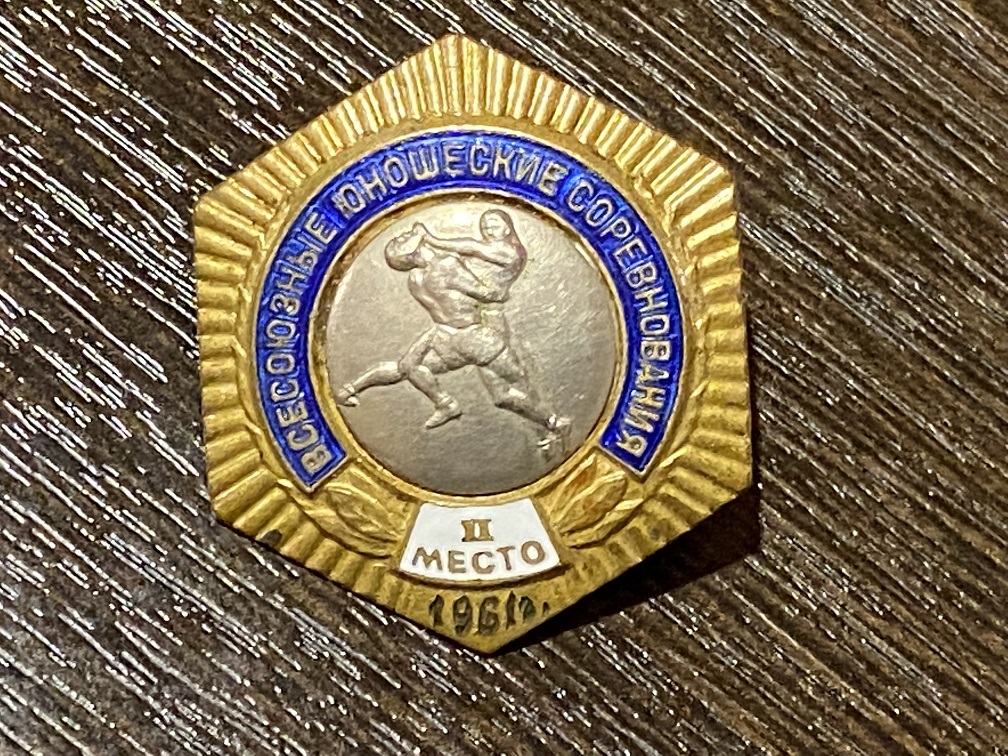 ВСЕСОЮЗНЫЕ ЮНОШЕСКИЕ СОРЕВНОВАНИЯ
II
МЕСТО
1961г.